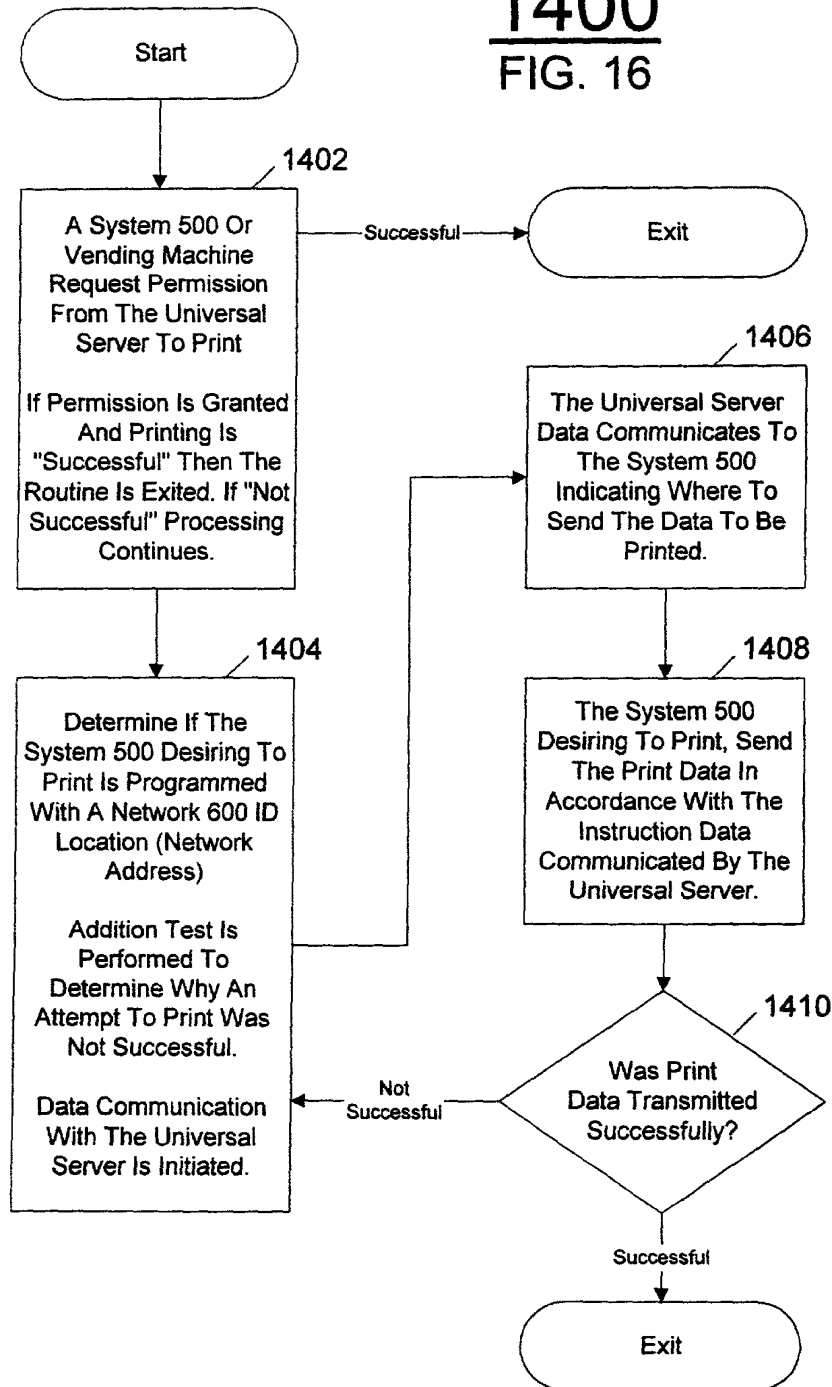 1400
FIG. 16
Start
1402
A System 500 Or
Vending Machine
Request Permission
From The Universal
Server To Print
If Permission Is Granted
And Printing Is
"Successful" Then The
Routine Is Exited. If "Not
Successful" Processing
Continues.
Successful
Exit
1404
Determine If The
System 500 Desiring To
Print Is Programmed
With A Network 600 ID
Location (Network
Address)
Addition Test Is
Performed To
Determine Why An
Attempt To Print Was
Not Successful.
Data Communication
With The Universal
Server Is Initiated.
1406
The Universal Server
Data Communicates To
The System 500
Indicating Where To
Send The Data To Be
Printed.
1408
The System 500
Desiring To Print, Send
The Print Data In
Accordance With The
Instruction Data
Communicated By The
Universal Server.
1410
Was Print
Data Transmitted
Successfully?
Not
Successful
Successful
Exit